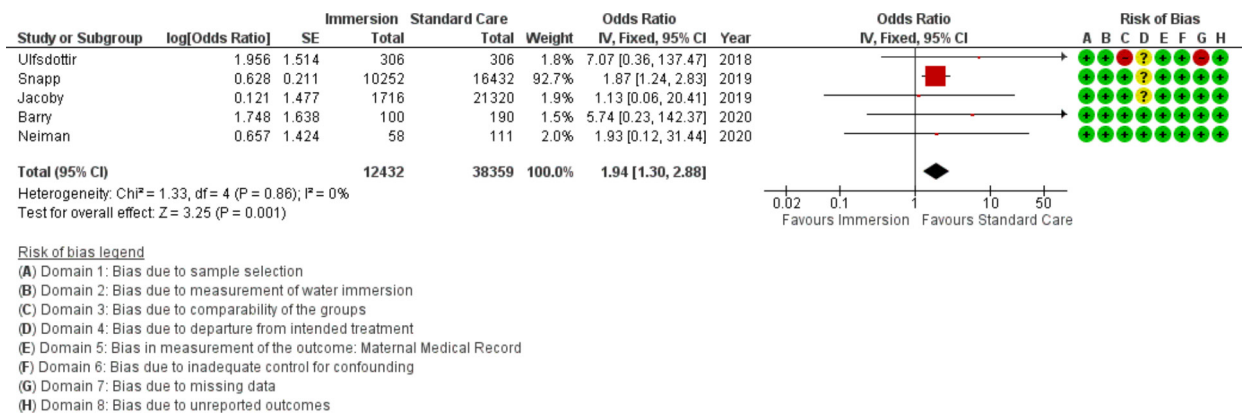 Immersion Standard Care Odds Ratio Odds Ratio Risk of Bias
Study or Subgroup log[Odds Ratio] SE Total Total Weight IV, Fixed, 95% CI Year IV, Fixed, 95% CI A B C D E F G H
Ulfsdottir 1.956 1.514 306 306 1.8% 7.07 [0.36, 137.47] 2018 + + - ? + + - +
Snapp 0.628 0.211 10252 16432 92.7% 1.87 [1.24, 2.83] 2019 + + + ? + + + +
Jacoby 0.121 1.477 1716 21320 1.9% 1.13 [0.06, 20.41] 2019 + + + ? + + + +
Barry 1.748 1.638 100 190 1.5% 5.74 [0.23, 142.37] 2020 + + + + + + + +
Neiman 0.657 1.424 58 111 2.0% 1.93 [0.12, 31.44] 2020 + + + + + + + +
Total (95% CI) 12432 38359 100.0% 1.94 [1.30, 2.88]
Heterogeneity: Chi² = 1.33, df = 4 (P = 0.86); I² = 0%
Test for overall effect: Z = 3.25 (P = 0.001)
0.02 0.1 1 10 50
Favours Immersion Favours Standard Care
Risk of bias legend
(A) Domain 1: Bias due to sample selection
(B) Domain 2: Bias due to measurement of water immersion
(C) Domain 3: Bias due to comparability of the groups
(D) Domain 4: Bias due to departure from intended treatment
(E) Domain 5: Bias in measurement of the outcome: Maternal Medical Record
(F) Domain 6: Bias due to inadequate control for confounding
(G) Domain 7: Bias due to missing data
(H) Domain 8: Bias due to unreported outcomes